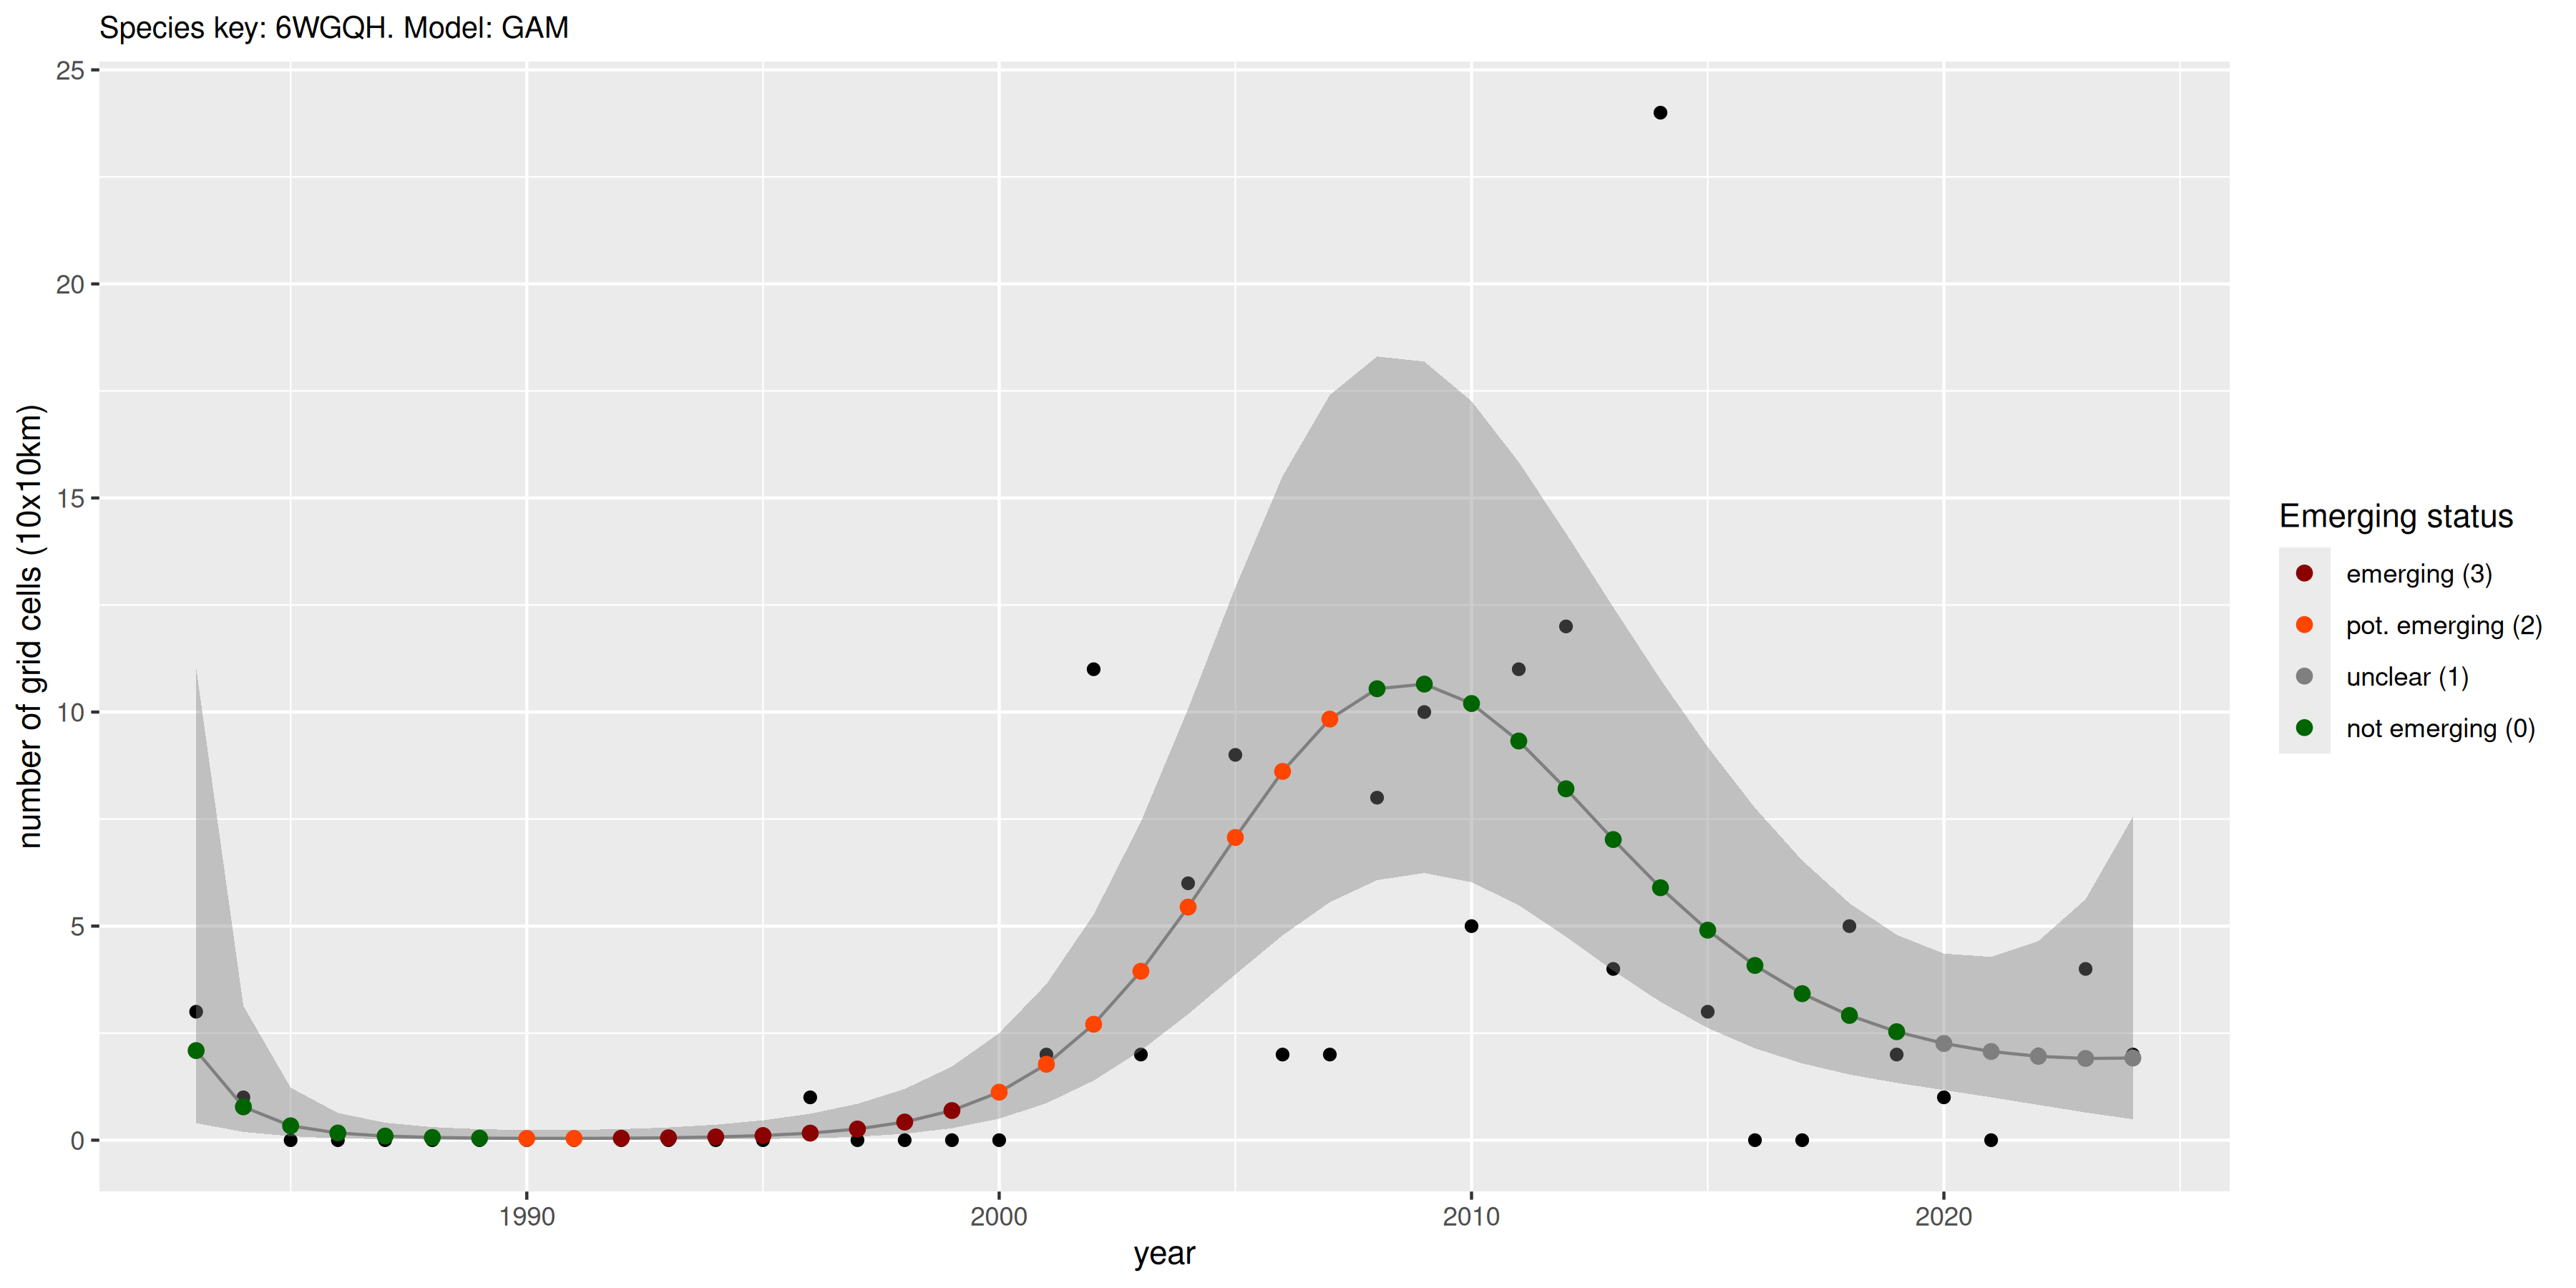 Species key: 6WGQH. Model: GAM
25
20
15
10
5
0
number of grid cells (10x10km)
1990
2000
2010
2020
year
Emerging status
emerging (3)
pot. emerging (2)
unclear (1)
not emerging (0)